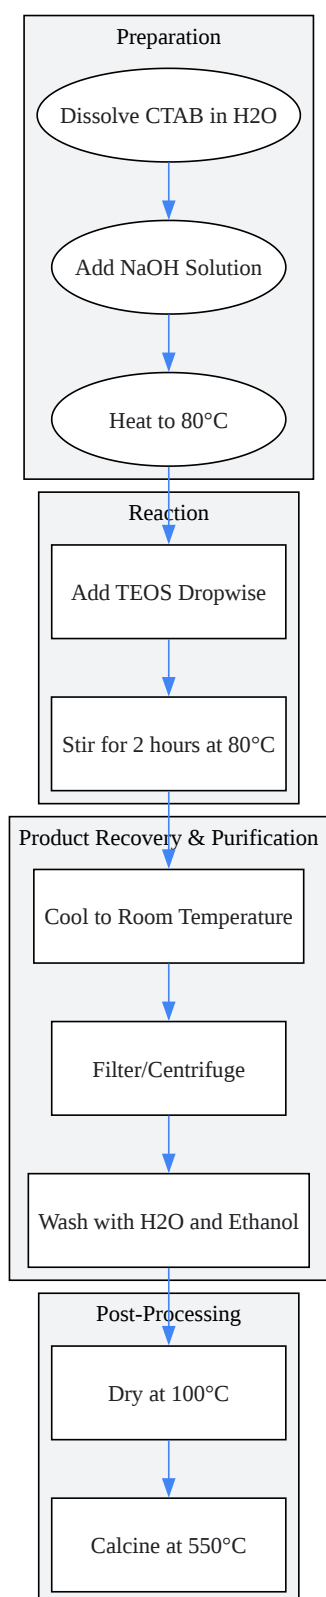 Preparation
Dissolve CTAB in H2O
Add NaOH Solution
Heat to 80°C
Reaction
Add TEOS Dropwise
Stir for 2 hours at 80°C
Product Recovery & Purification
Cool to Room Temperature
Filter/Centrifuge
Wash with H2O and Ethanol
Post-Processing
Dry at 100°C
Calcine at 550°C